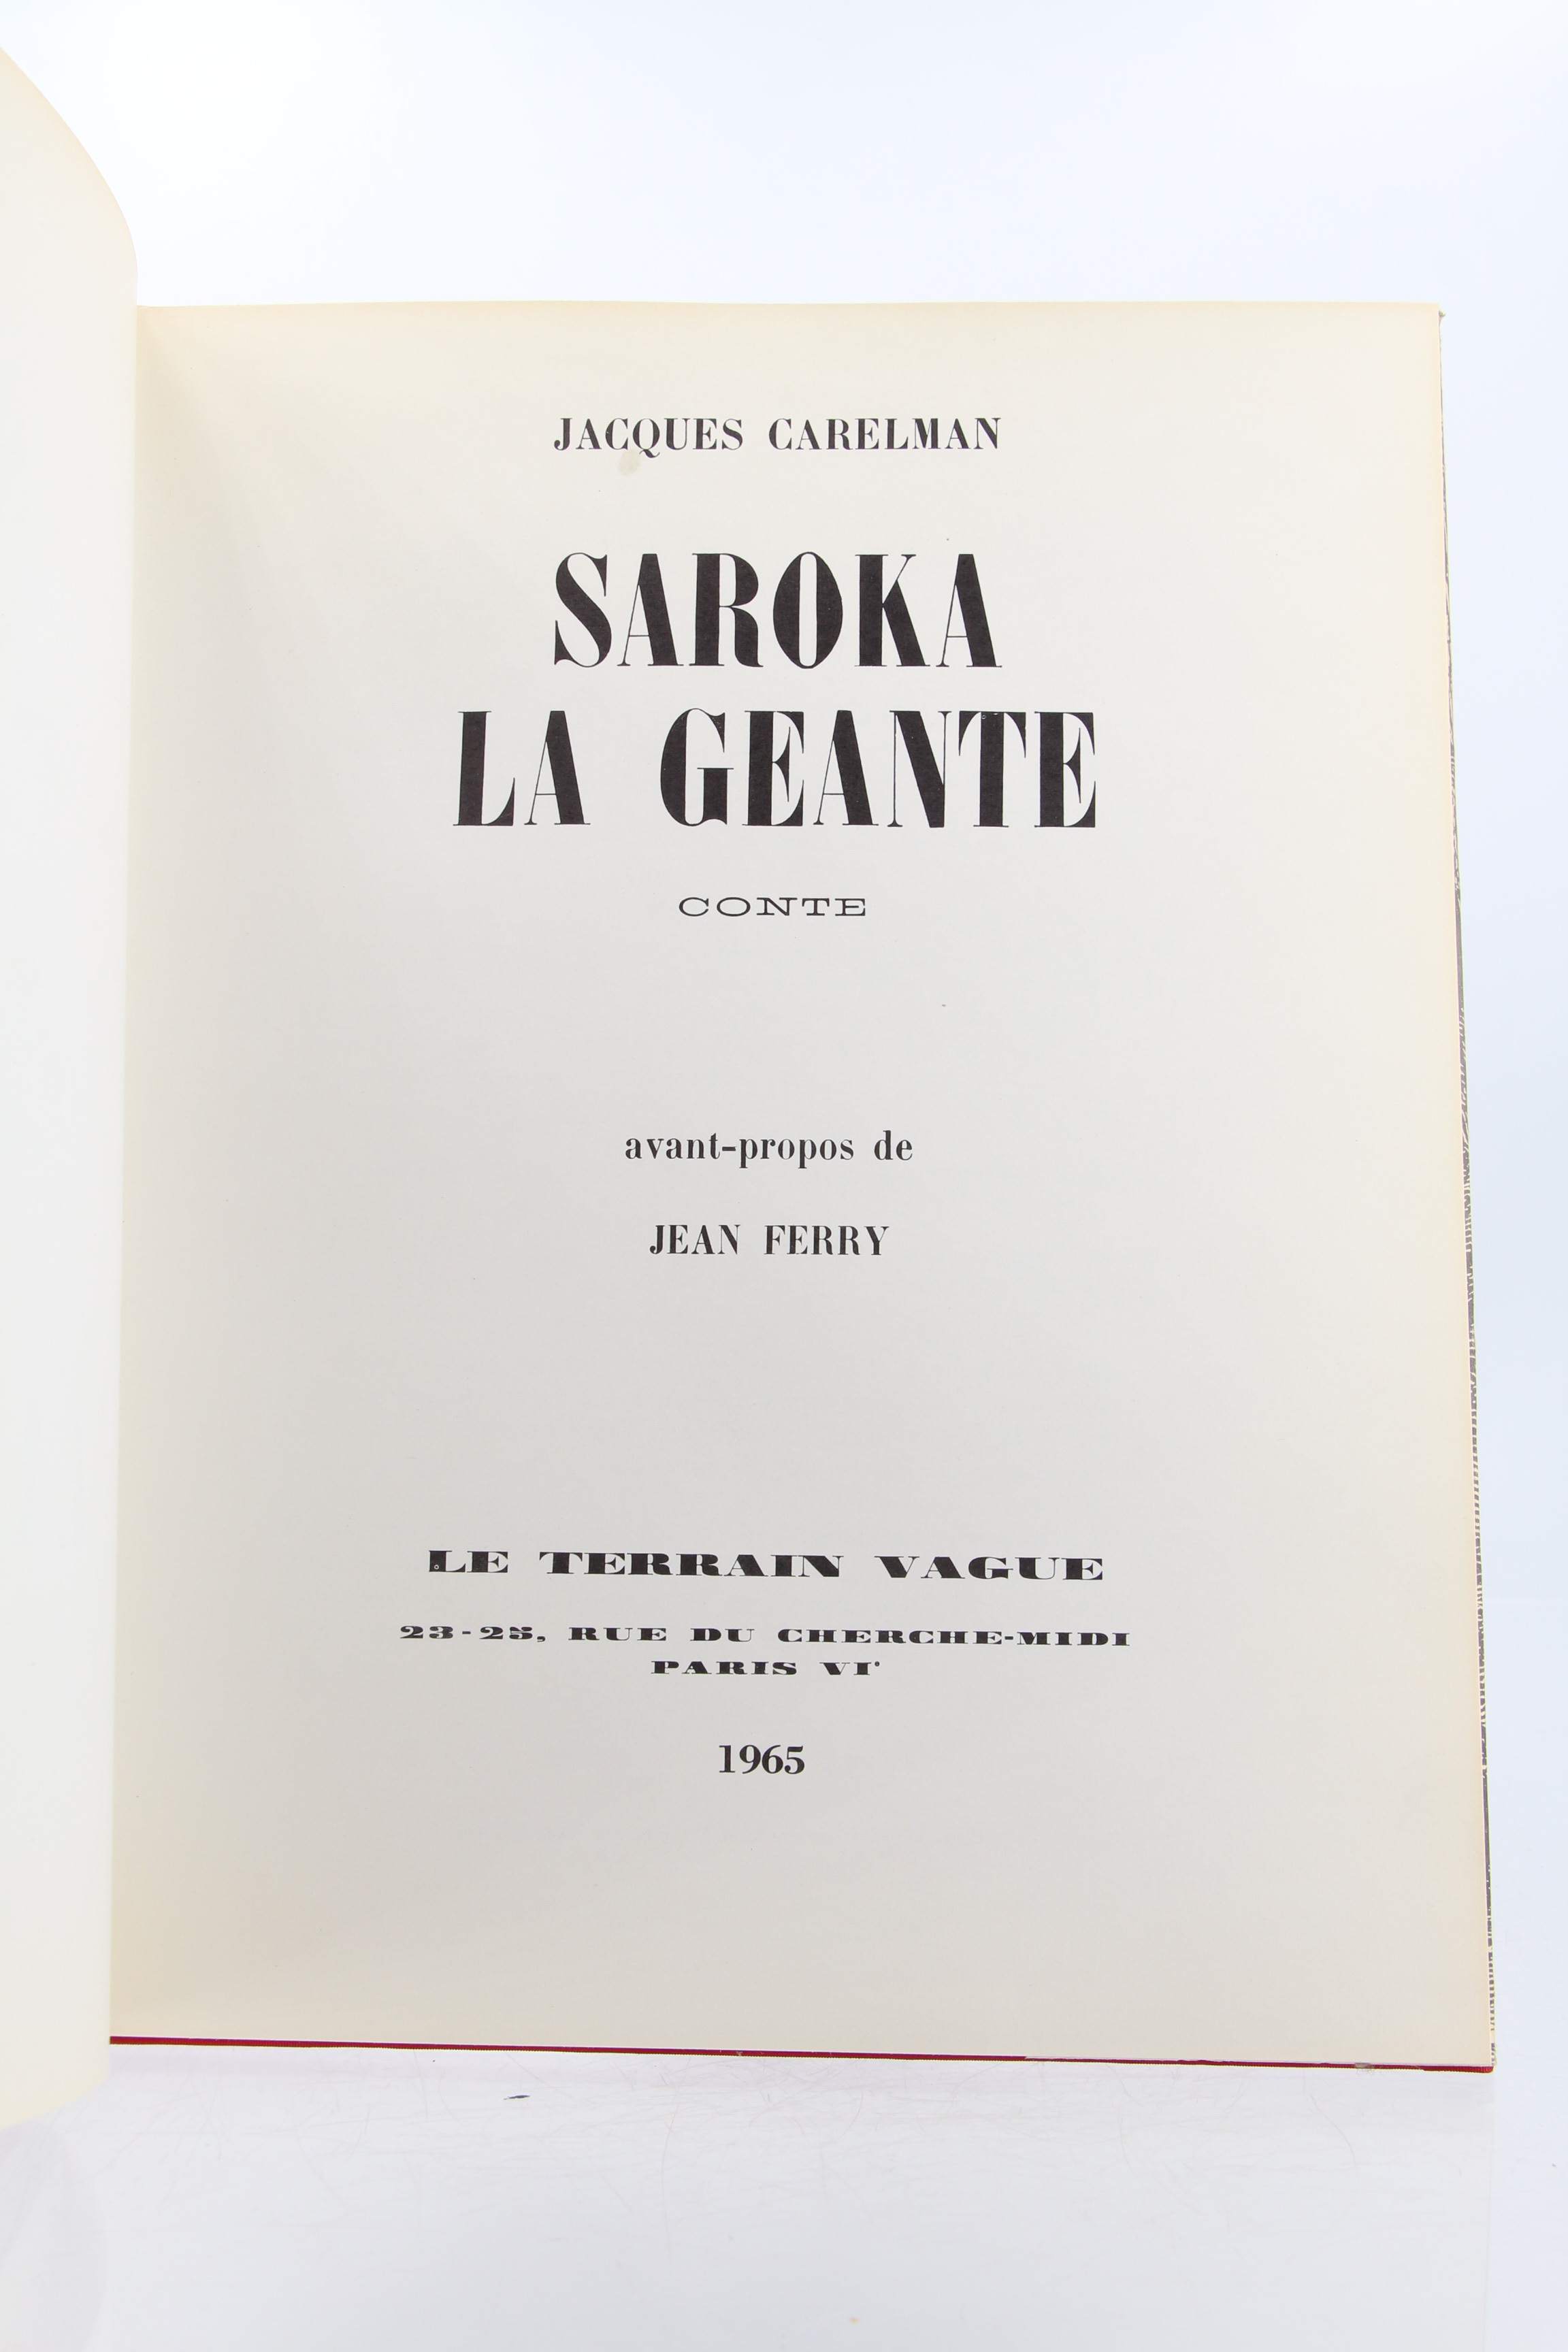 JACQUES CARELMAN
SAROKA
LA GEANTE
CONTE
avant-propos de
JEAN FERRY
LE TERRAIN VAGUE
23-25, RUE DU CHERCHE-MIDI
PARIS VIᵉ
1965